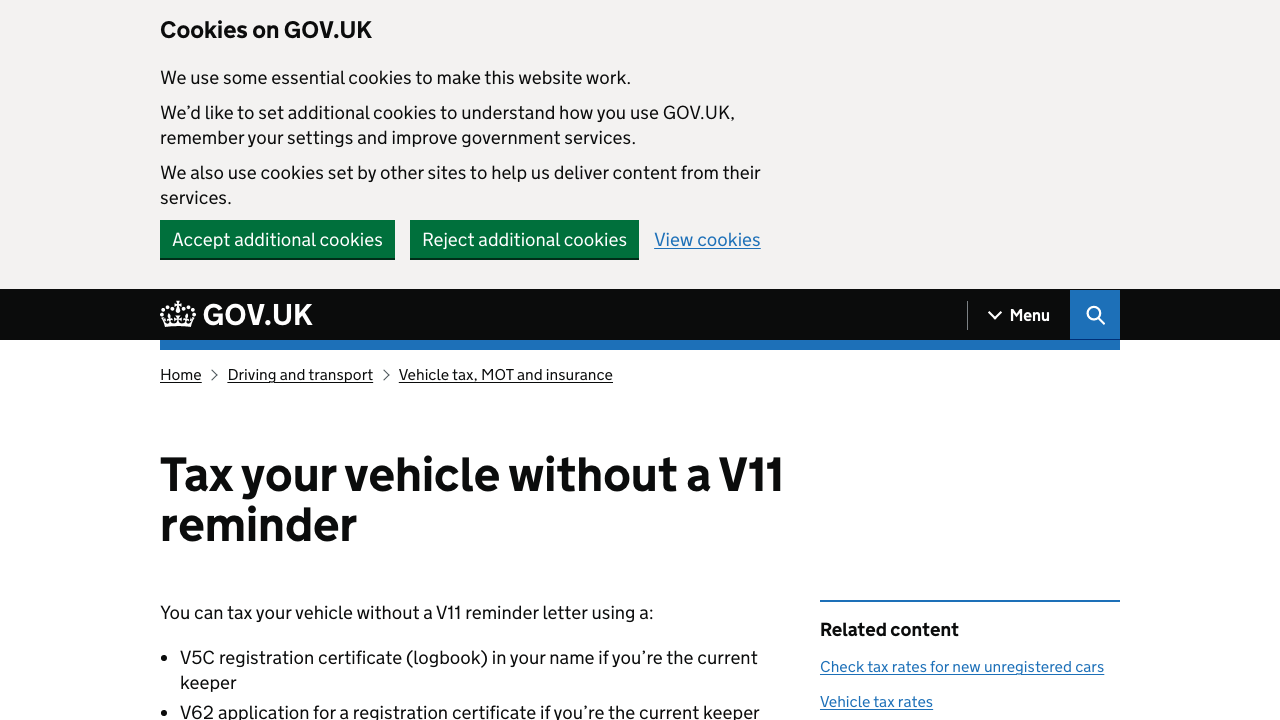 Cookies on GOV.UK
We use some essential cookies to make this website work.
We’d like to set additional cookies to understand how you use GOV.UK,
remember your settings and improve government services.
We also use cookies set by other sites to help us deliver content from their
services.
Accept additional cookies Reject additional cookies View cookies
GOV.UK Menu
Home Driving and transport Vehicle tax, MOT and insurance
Tax your vehicle without a V11
reminder
You can tax your vehicle without a V11 reminder letter using a:
• V5C registration certificate (logbook) in your name if you’re the current
keeper
• V62 application for a registration certificate if you’re the current keeper
Related content
Check tax rates for new unregistered cars
Vehicle tax rates